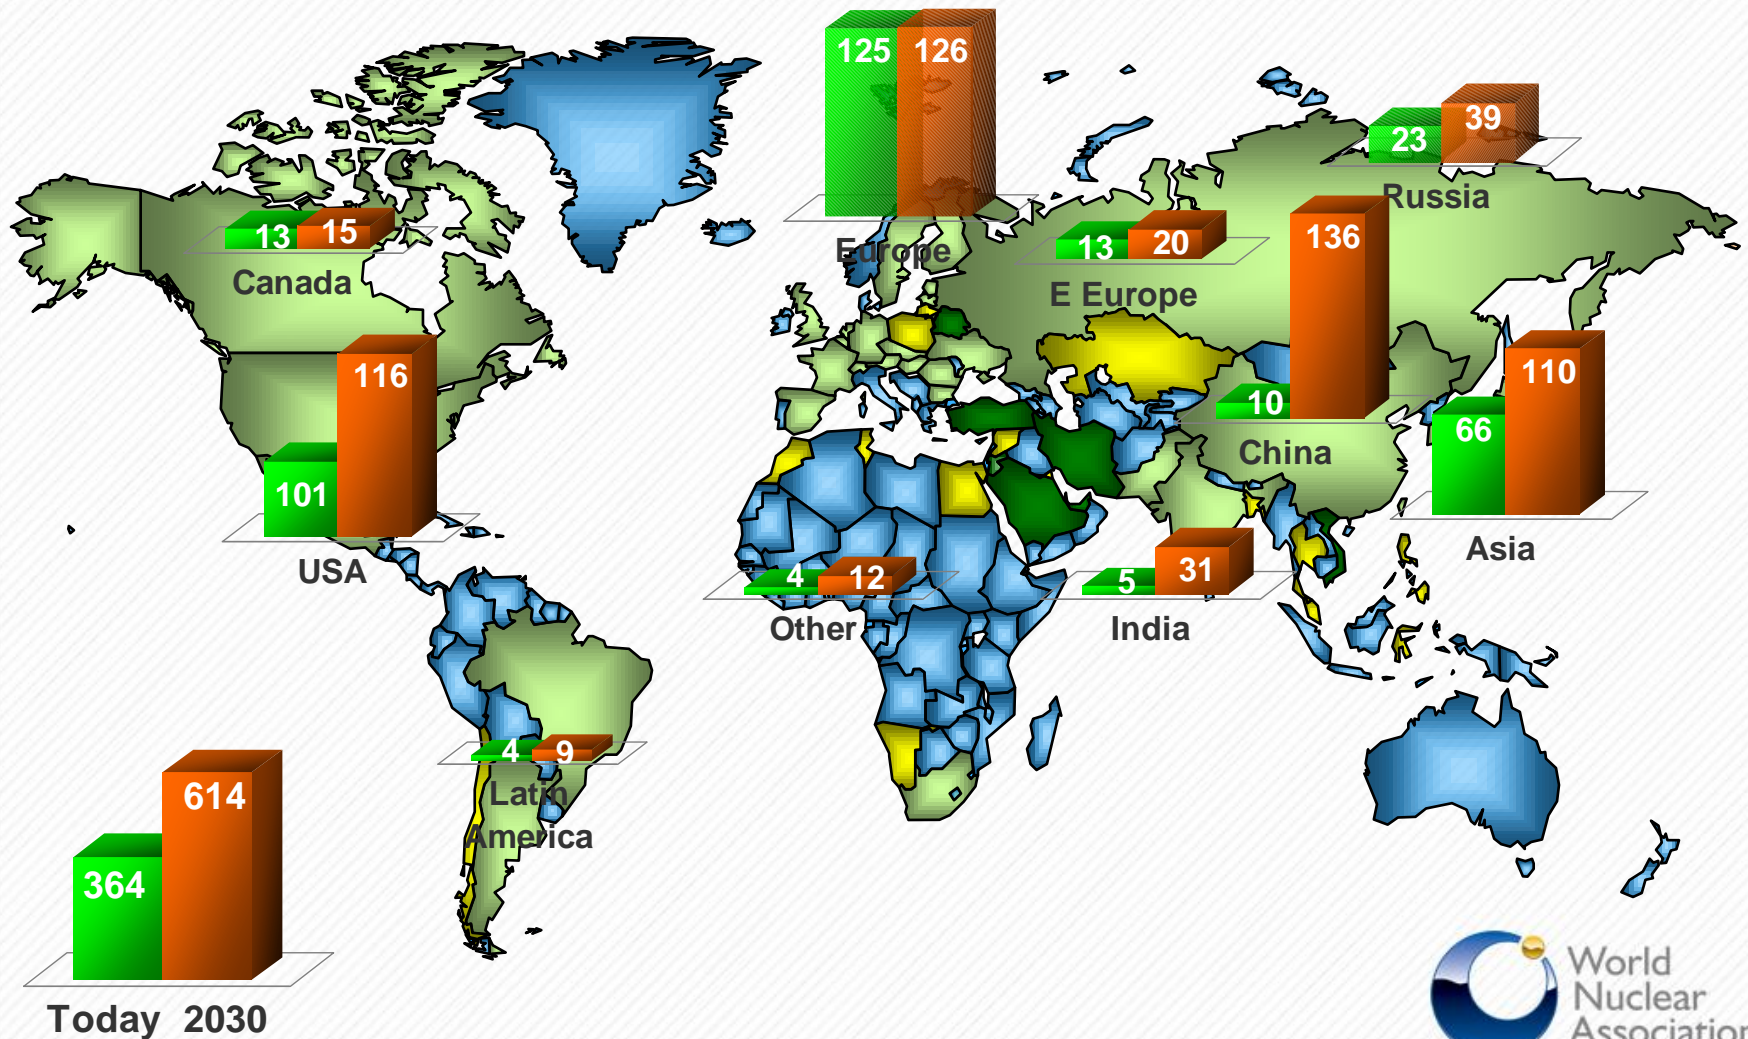 125 126
Europe
23 39
Russia
13 15
Canada
13 20
E Europe
10 136
China
101 116
USA
66 110
Asia
4 12
Other
5 31
India
4 9
Latin
America
364 614
Today 2030
World
Nuclear
Association